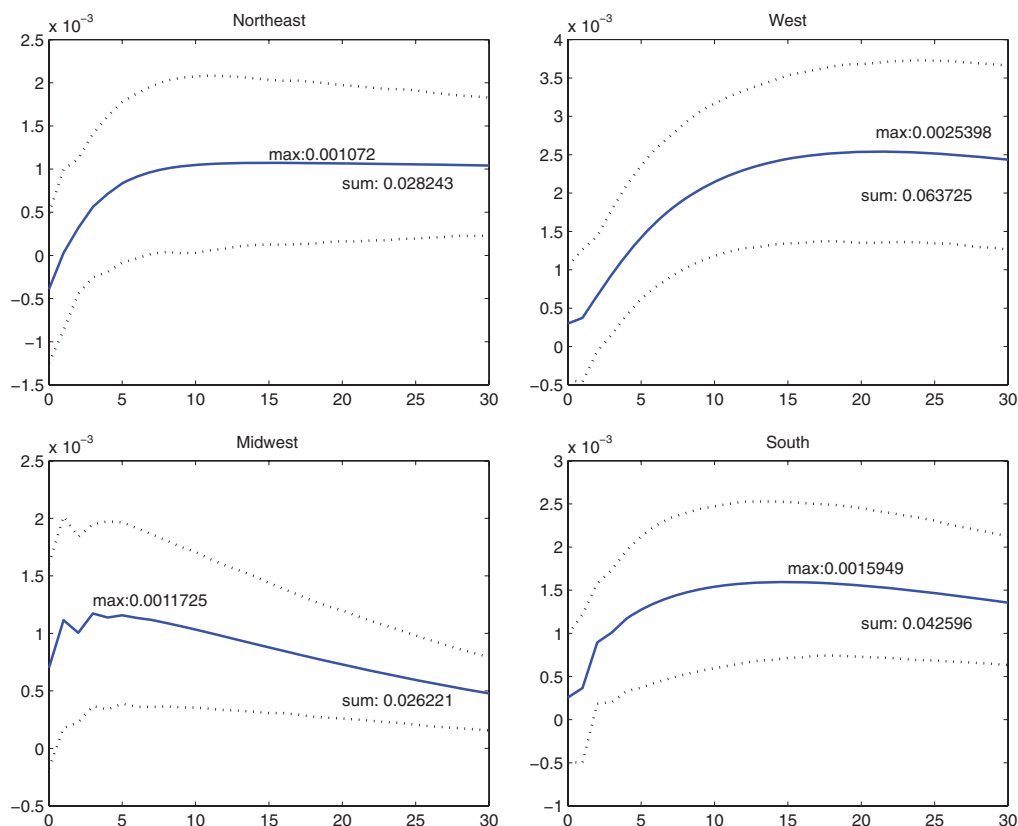 Northeast
x 10⁻³
2.5
2
1.5
1
0.5
0
−0.5
−1
−1.5
max:0.001072
sum: 0.028243
0 5 10 15 20 25 30
West
x 10⁻³
4
3.5
3
2.5
2
1.5
1
0.5
0
−0.5
max:0.0025398
sum: 0.063725
0 5 10 15 20 25 30
Midwest
x 10⁻³
2.5
2
1.5
1
0.5
0
−0.5
max:0.0011725
sum: 0.026221
0 5 10 15 20 25 30
South
x 10⁻³
3
2.5
2
1.5
1
0.5
0
−0.5
−1
max:0.0015949
sum: 0.042596
0 5 10 15 20 25 30